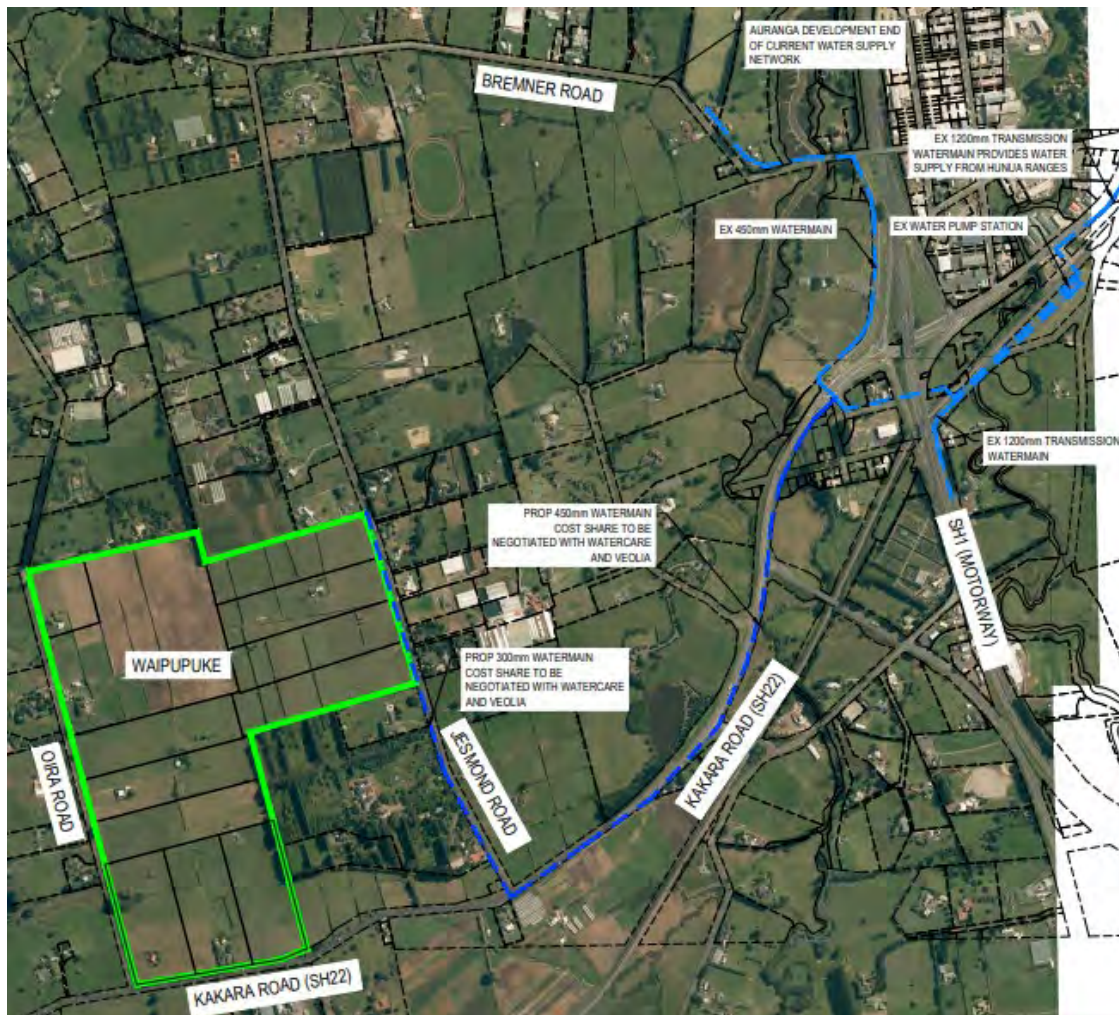 AURANGA DEVELOPMENT END
OF CURRENT WATER SUPPLY
NETWORK
BREMNER ROAD
EX 1200mm TRANSMISSION
WATERMAIN PROVIDES WATER
SUPPLY FROM HUNUA RANGES
EX 450mm WATERMAIN
EX WATER PUMP STATION
EX 1200mm TRANSMISSION
WATERMAIN
PROP 450mm WATERMAIN
COST SHARE TO BE
NEGOTIATED WITH WATERCARE
AND VEOLIA
SH1 (MOTORWAY)
WAIPUPUKE
PROP 300mm WATERMAIN
COST SHARE TO BE
NEGOTIATED WITH WATERCARE
AND VEOLIA
OIRA ROAD
JESMOND ROAD
KAKARA ROAD (SH22)
KAKARA ROAD (SH22)